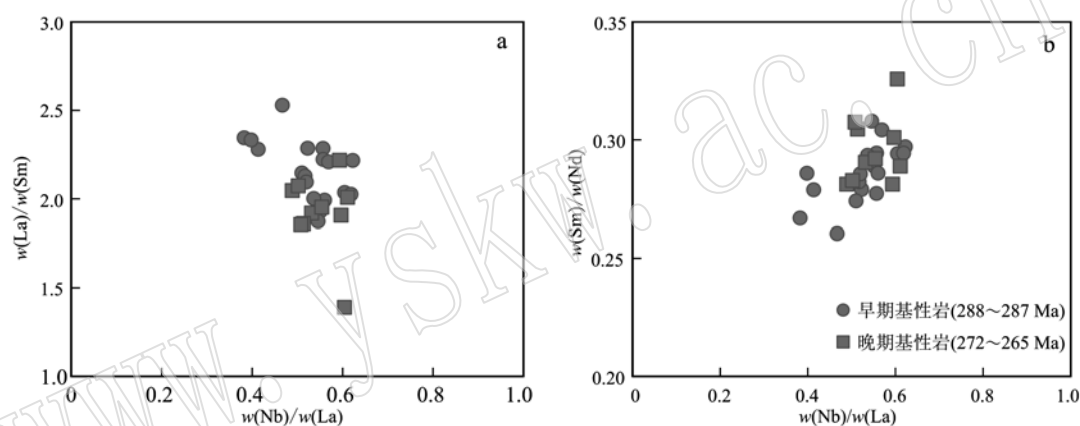 a
3.0
2.5
2.0
1.5
1.0
w(La)/w(Sm)
0
0.2
0.4
0.6
0.8
1.0
w(Nb)/w(La)
b
0.35
0.30
0.25
0.20
w(Sm)/w(Nd)
早期基性岩(288~287 Ma)
晚期基性岩(272~265 Ma)
0
0.2
0.4
0.6
0.8
1.0
w(Nb)/w(La)
www.yskw.ac.cn